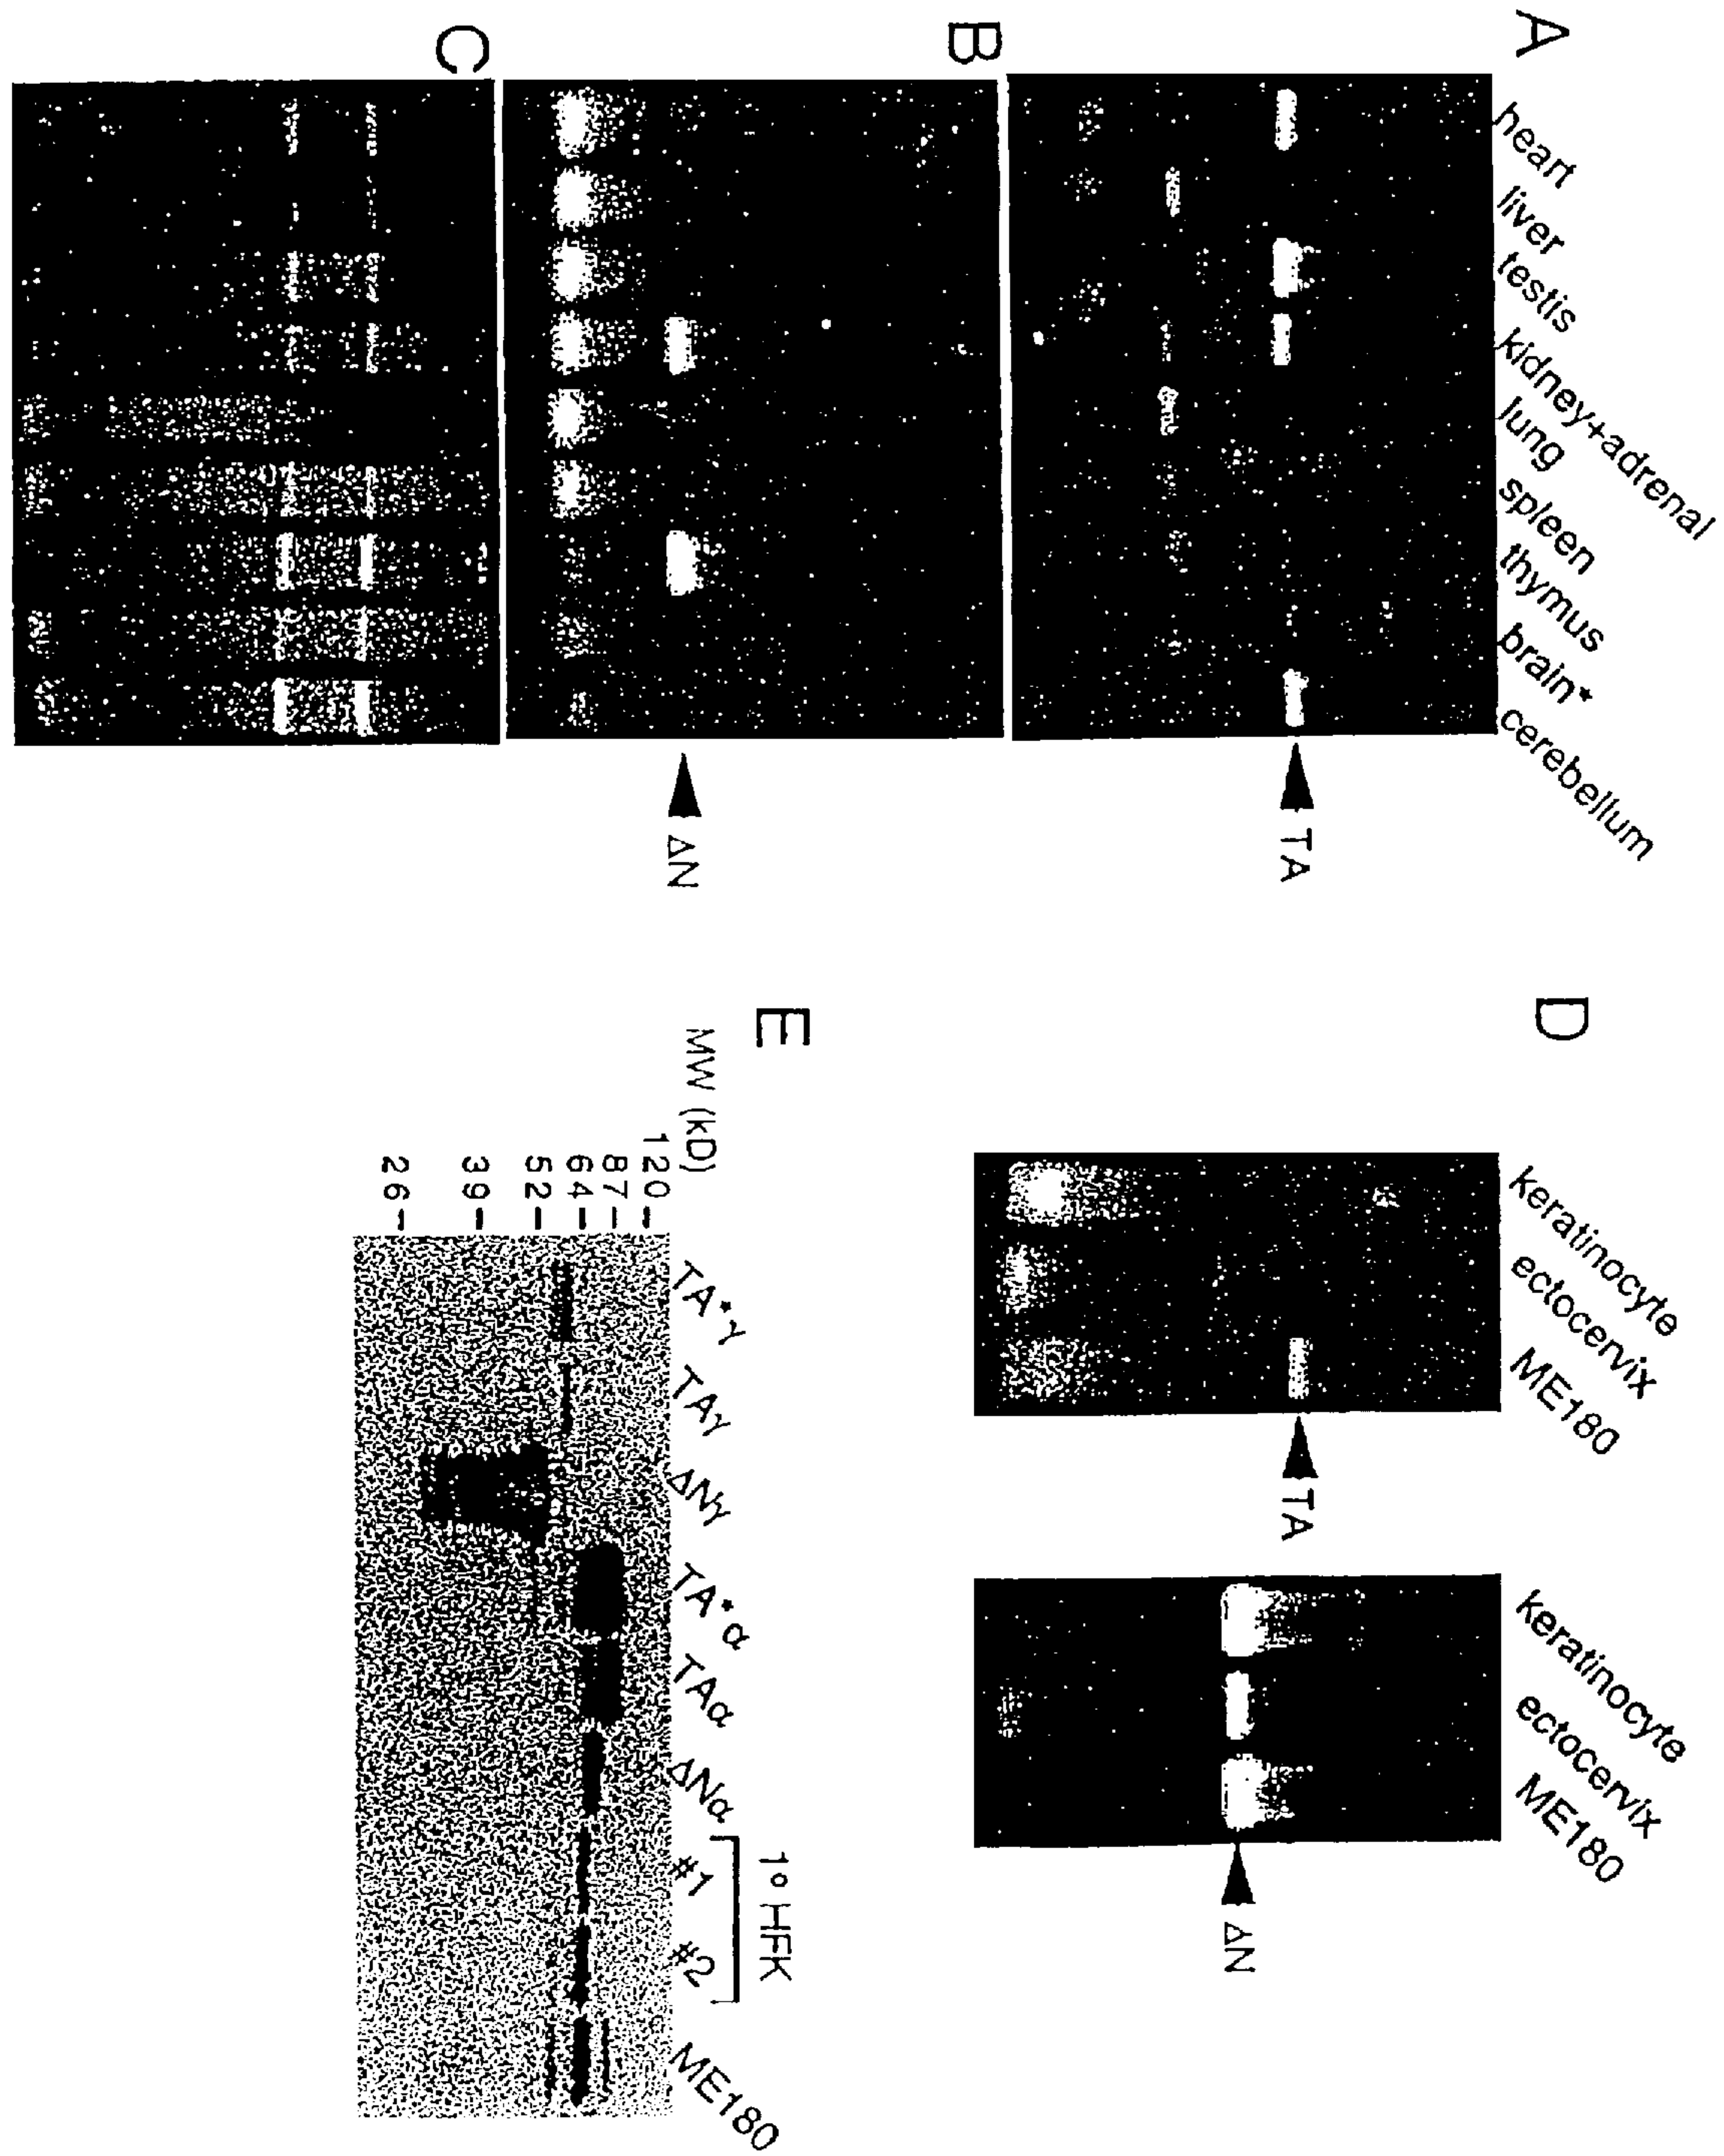 A
heart
liver
testis
kidney+adrenal
lung
spleen
thymus
brain*
cerebellum
TA
B
ΔN
C
D
keratinocyte
ectocervix
ME180
TA
keratinocyte
ectocervix
ME180
ΔN
E
MW (kD)
120
87
64
52
39
26
TA*γ
TAγ
ΔNγ
TA*α
TAα
ΔNα
1º HFK
#1
#2
ME180